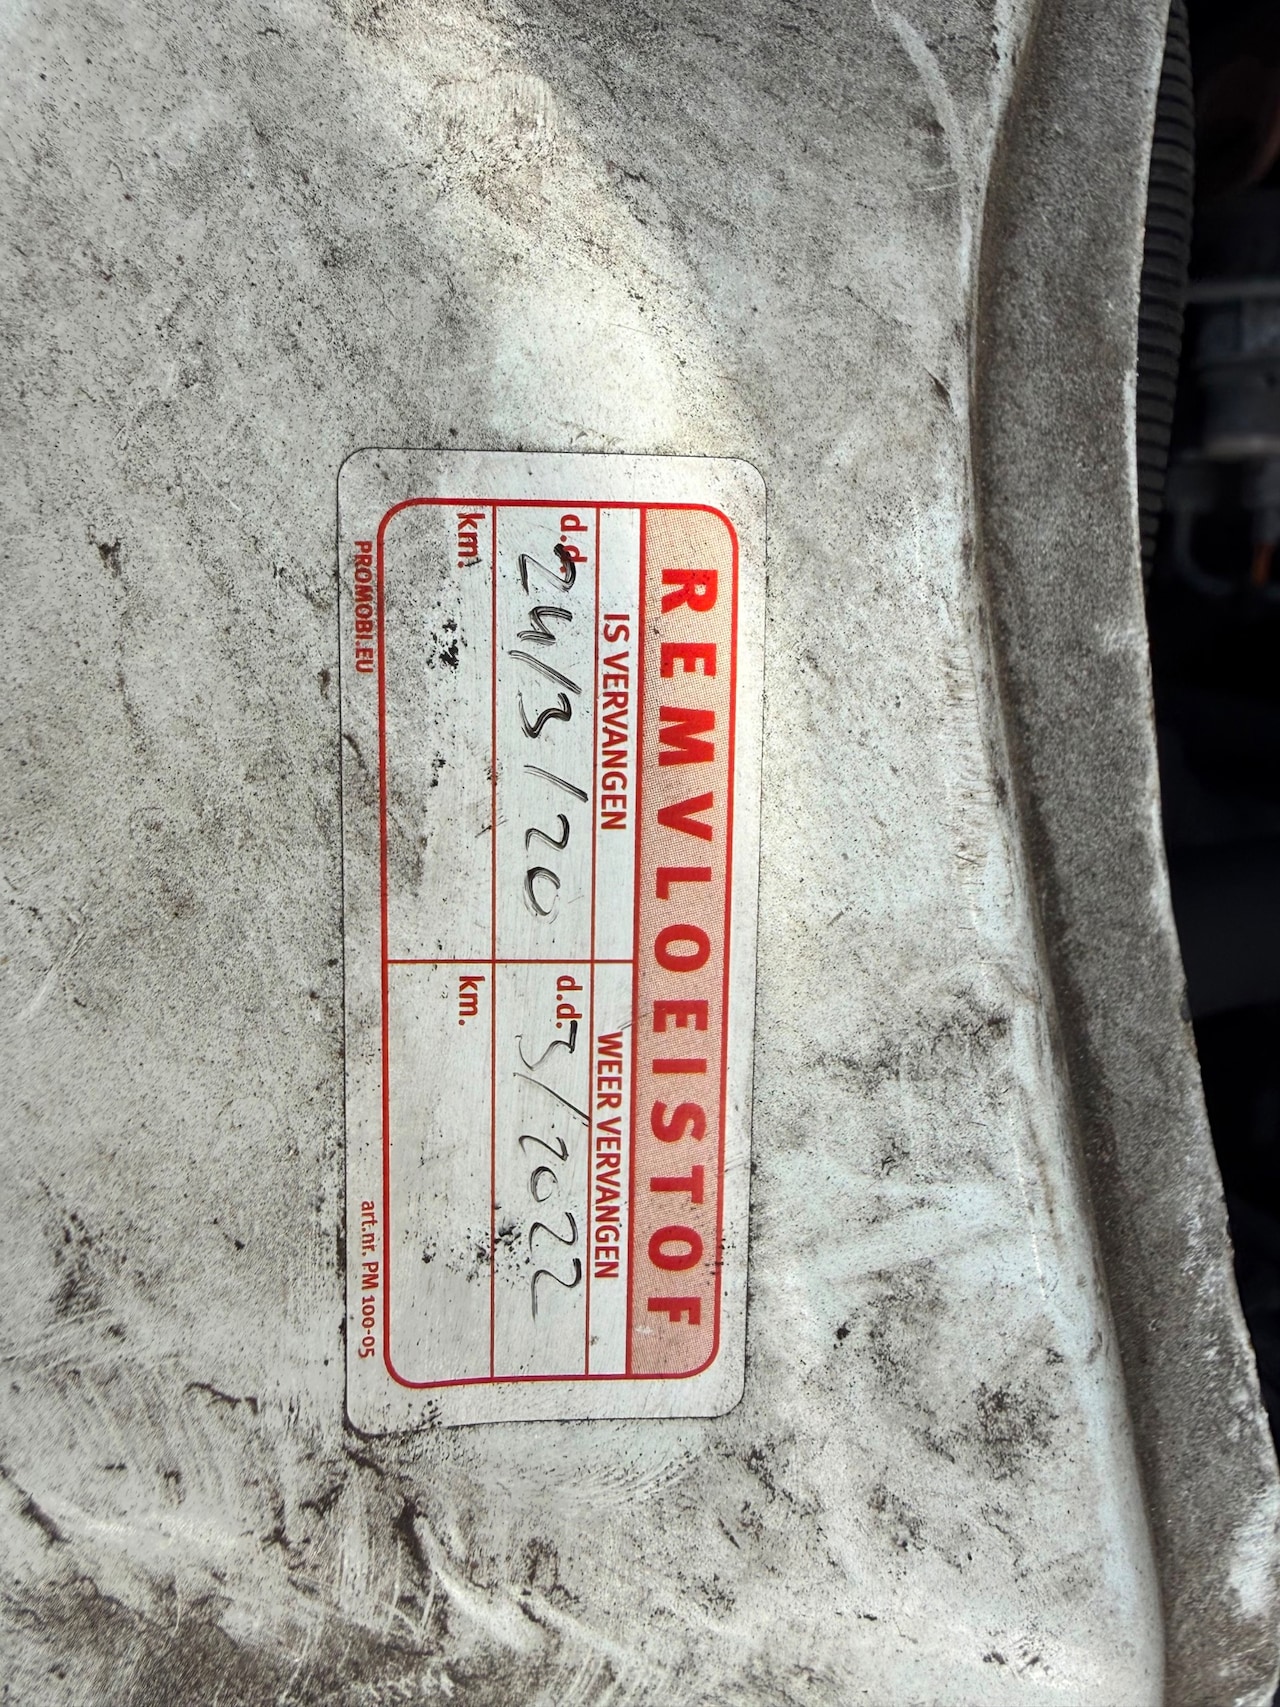 REMVLOEISTOF
IS VERVANGEN WEER VERVANGEN
d.d. 24/3/20 d.d. 3/2022
km. km.
PROMOBI.EU art.nr. PM 100-05